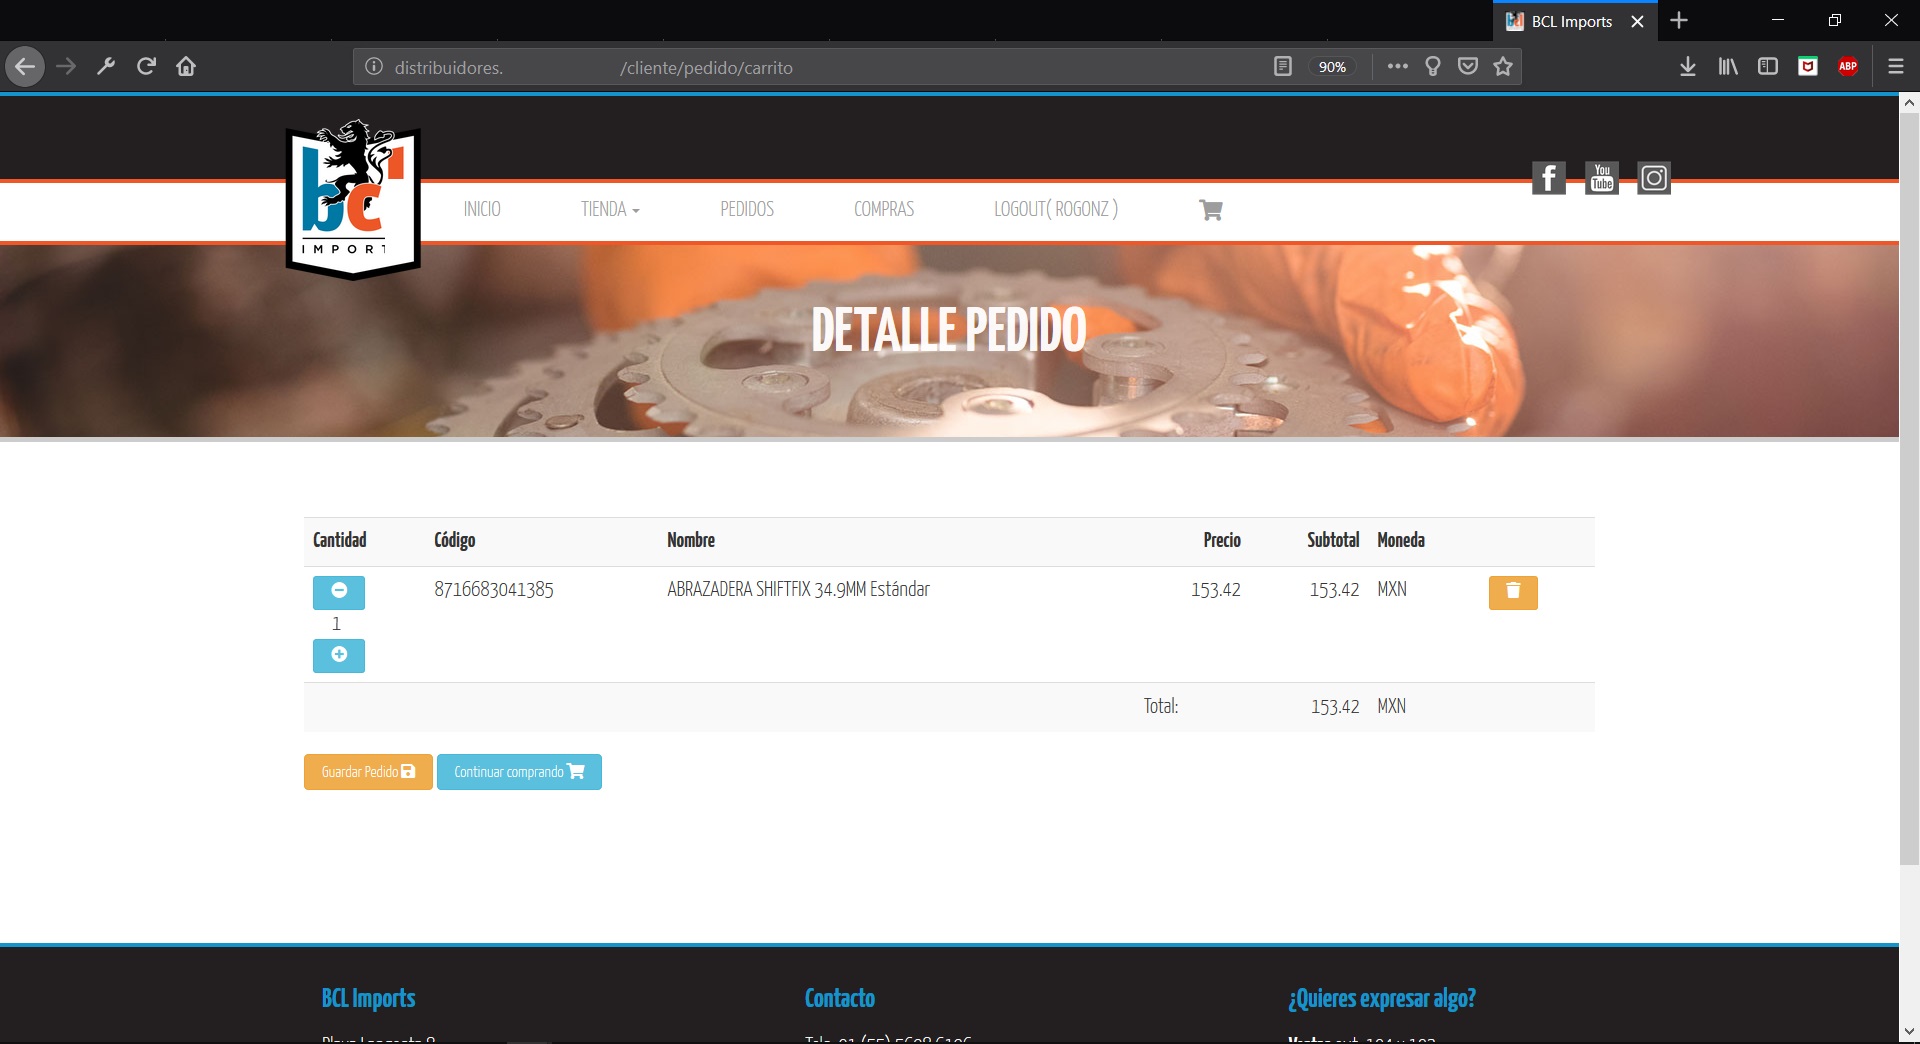 BCL Imports
distribuidores. /cliente/pedido/carrito
90%
ABP
bc
IMPORT
You
Tube
INICIO TIENDA PEDIDOS COMPRAS LOGOUT( ROGONZ )
DETALLE PEDIDO
Cantidad Código Nombre Precio Subtotal Moneda
8716683041385 ABRAZADERA SHIFTFIX 34.9MM Estándar 153.42 153.42 MXN
1
Total: 153.42 MXN
Guardar Pedido Continuar comprando
BCL Imports Contacto ¿Quieres expresar algo?